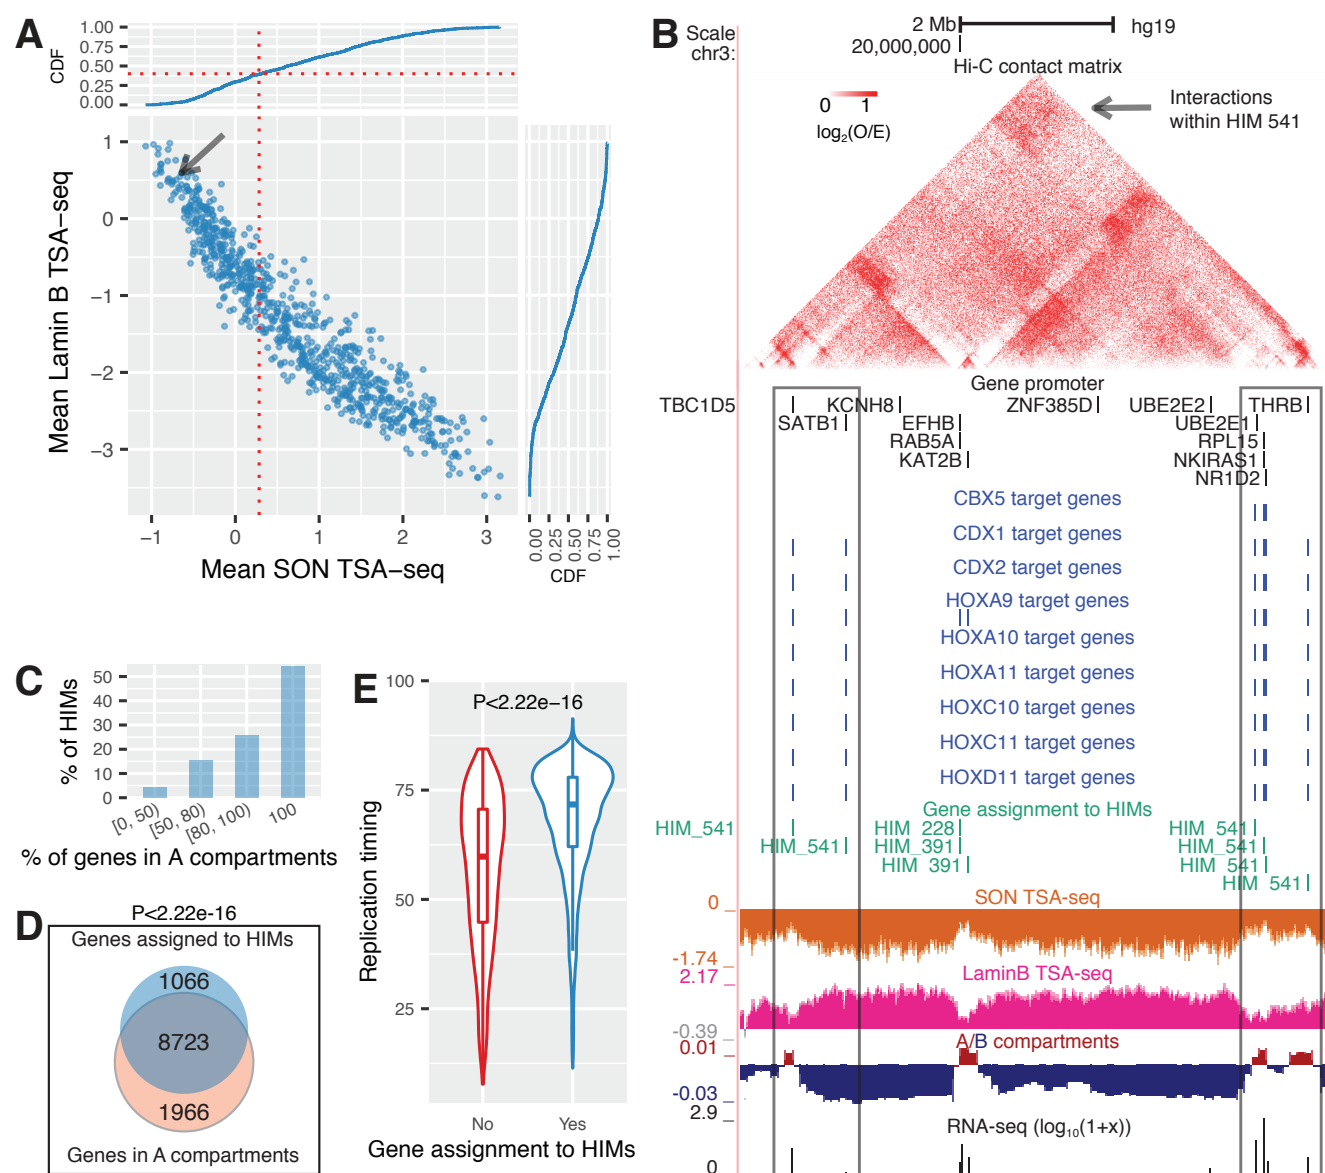 A
1.00
0.75
0.50
0.25
0.00
CDF
1
0
−1
−2
−3
Mean Lamin B TSA−seq
−1
0
1
2
3
Mean SON TSA−seq
0.00
0.25
0.50
0.75
1.00
CDF
B
Scale
chr3:
2 Mb
hg19
20,000,000
Hi-C contact matrix
0 1
log2(O/E)
Interactions
within HIM 541
Gene promoter
TBC1D5
KCNH8
ZNF385D
UBE2E2
THRB
SATB1
EFHB
UBE2E1
RAB5A
RPL15
KAT2B
NKIRAS1
NR1D2
CBX5 target genes
CDX1 target genes
CDX2 target genes
HOXA9 target genes
HOXA10 target genes
HOXA11 target genes
HOXC10 target genes
HOXC11 target genes
HOXD11 target genes
Gene assignment to HIMs
HIM_541
HIM_228
HIM_541
HIM_541
HIM_391
HIM_541
HIM_391
HIM_541
HIM_541
SON TSA-seq
0
-1.74
LaminB TSA-seq
2.17
-0.39
A/B compartments
0.01
-0.03
RNA-seq (log10(1+x))
2.9
0
C
50
40
30
20
10
0
% of HIMs
[0, 50)
[50, 80)
[80, 100)
100
% of genes in A compartments
D
P<2.22e-16
Genes assigned to HIMs
1066
8723
1966
Genes in A compartments
E
100
75
50
25
Replication timing
P<2.22e−16
No
Yes
Gene assignment to HIMs